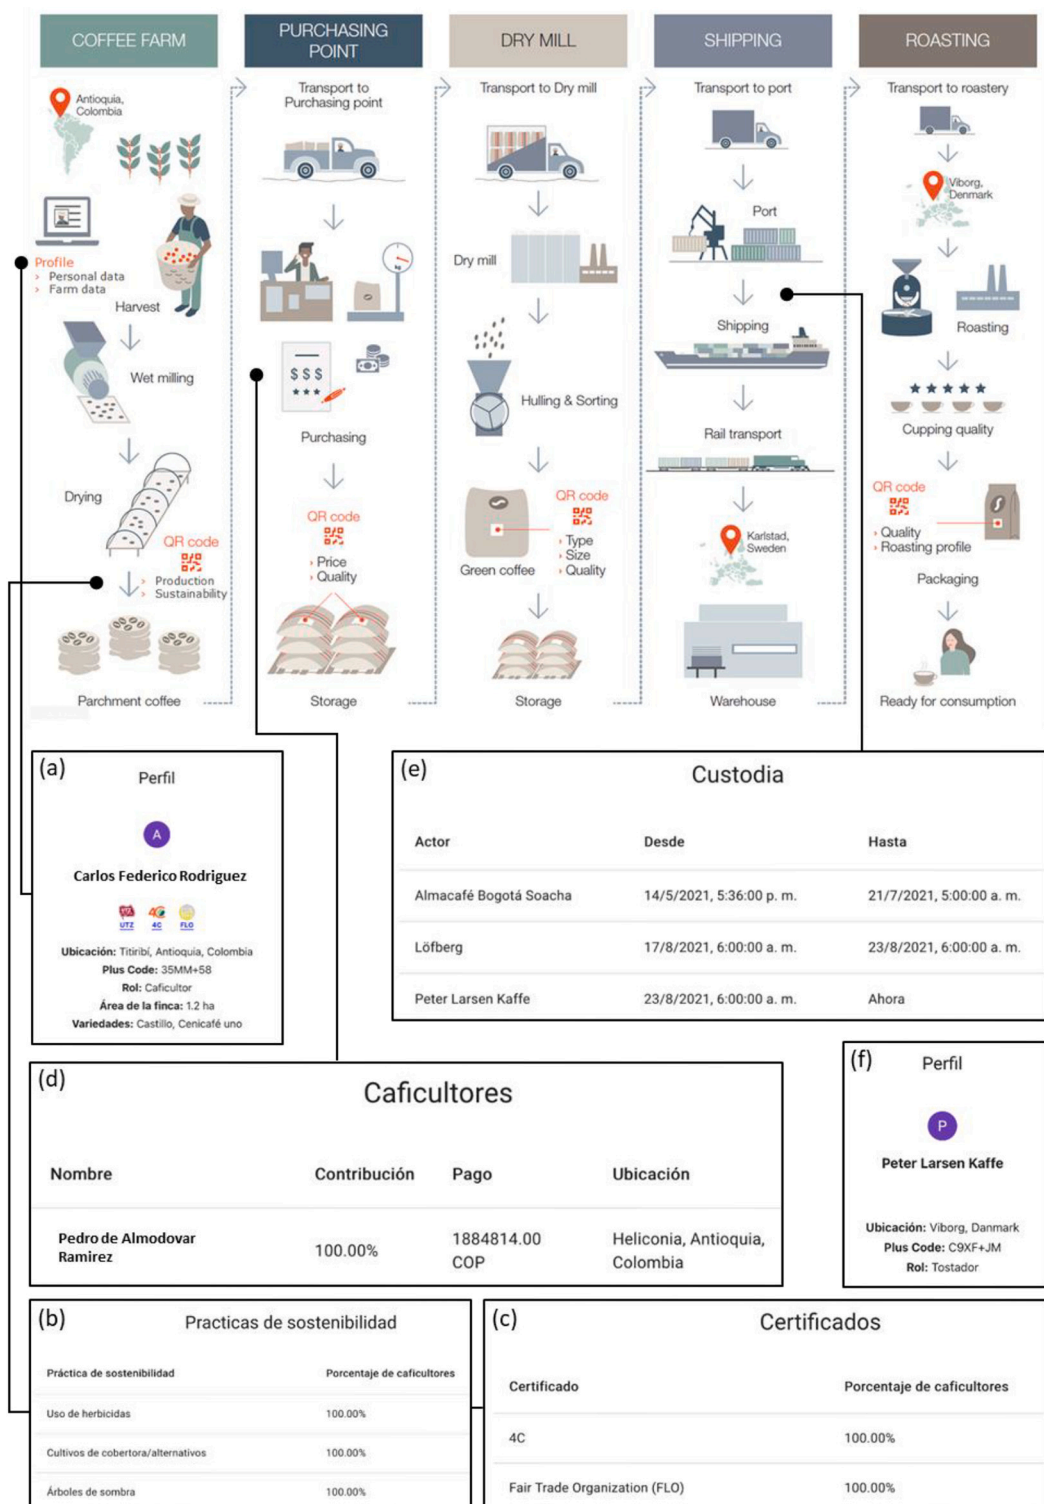 COFFEE FARM
PURCHASING
POINT
DRY MILL
SHIPPING
ROASTING
Antioquia,
Colombia
Profile
› Personal data
› Farm data
Harvest
Wet milling
Drying
QR code
› Production
› Sustainability
Parchment coffee
Transport to
Purchasing point
$ $ $
Purchasing
QR code
› Price
› Quality
Storage
Transport to Dry mill
Dry mill
Hulling & Sorting
QR code
› Type
› Size
› Quality
Green coffee
Storage
Transport to port
Port
Shipping
Rail transport
Karlstad,
Sweden
Warehouse
Transport to roastery
Viborg,
Denmark
Roasting
Cupping quality
QR code
› Quality
› Roasting profile
Packaging
Ready for consumption
(a)
Perfil
A
Carlos Federico Rodriguez
UTZ 4C FLO
Ubicación: Titiribí, Antioquia, Colombia
Plus Code: 35MM+58
Rol: Caficultor
Área de la finca: 1.2 ha
Variedades: Castillo, Cenicafé uno
(e)
Custodia
Actor Desde Hasta
Almacafé Bogotá Soacha 14/5/2021, 5:36:00 p. m. 21/7/2021, 5:00:00 a. m.
Löfberg 17/8/2021, 6:00:00 a. m. 23/8/2021, 6:00:00 a. m.
Peter Larsen Kaffe 23/8/2021, 6:00:00 a. m. Ahora
(d)
Caficultores
Nombre Contribución Pago Ubicación
Pedro de Almodovar
Ramirez
100.00%
1884814.00
COP
Heliconia, Antioquia,
Colombia
(f)
Perfil
P
Peter Larsen Kaffe
Ubicación: Viborg, Danmark
Plus Code: C9XF+JM
Rol: Tostador
(b)
Practicas de sostenibilidad
Práctica de sostenibilidad Porcentaje de caficultores
Uso de herbicidas 100.00%
Cultivos de cobertora/alternativos 100.00%
Árboles de sombra 100.00%
(c)
Certificados
Certificado Porcentaje de caficultores
4C 100.00%
Fair Trade Organization (FLO) 100.00%